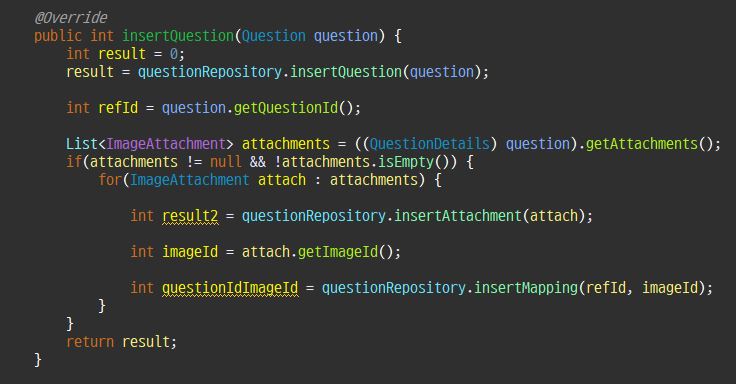 @Override
public int insertQuestion(Question question) {
int result = 0;
result = questionRepository.insertQuestion(question);
int refId = question.getQuestionId();
List<ImageAttachment> attachments = ((QuestionDetails) question).getAttachments();
if(attachments != null && !attachments.isEmpty()) {
for(ImageAttachment attach : attachments) {
int result2 = questionRepository.insertAttachment(attach);
int imageId = attach.getImageId();
int questionIdImageId = questionRepository.insertMapping(refId, imageId);
}
}
return result;
}